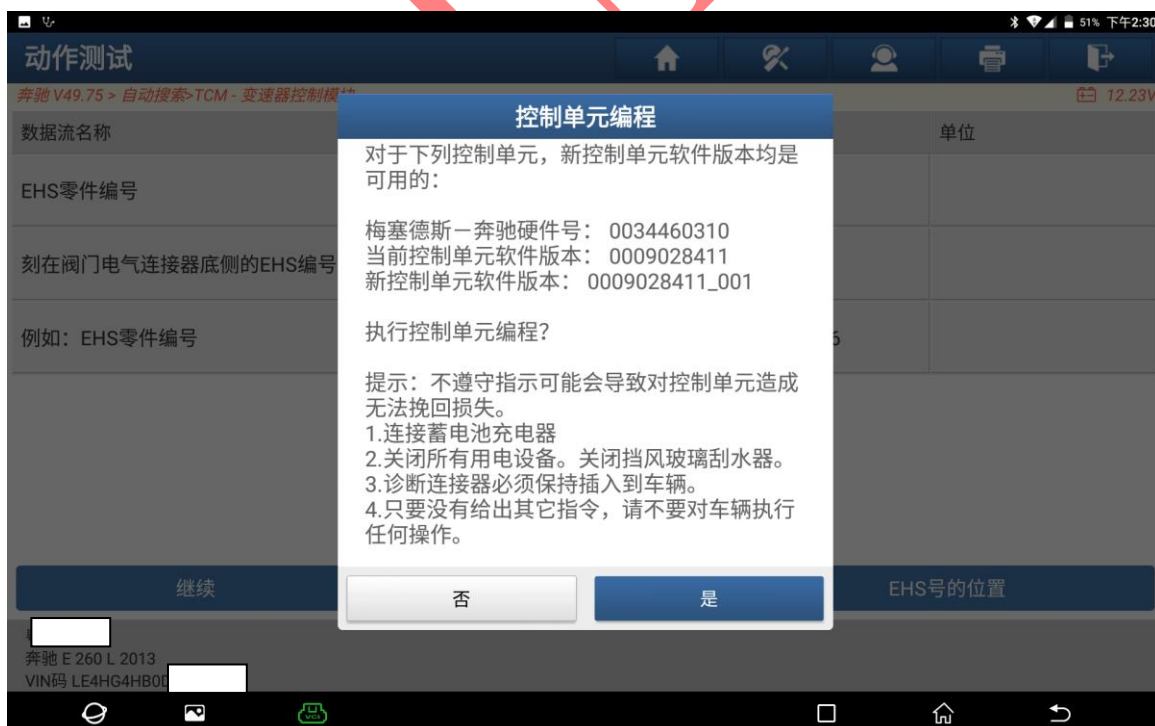 51% 下午2:30
动作测试
奔驰 V49.75 > 自动搜索>TCM - 变速器控制模块
12.23V
数据流名称
单位
EHS零件编号
刻在阀门电气连接器底侧的EHS编号
例如：EHS零件编号
6
控制单元编程
对于下列控制单元，新控制单元软件版本均是
可用的：
梅塞德斯－奔驰硬件号： 0034460310
当前控制单元软件版本： 0009028411
新控制单元软件版本： 0009028411_001
执行控制单元编程？
提示：不遵守指示可能会导致对控制单元造成
无法挽回损失。
1.连接蓄电池充电器
2.关闭所有用电设备。关闭挡风玻璃刮水器。
3.诊断连接器必须保持插入到车辆。
4.只要没有给出其它指令，请不要对车辆执行
任何操作。
否
是
继续
EHS号的位置
奔驰 E 260 L 2013
VIN码 LE4HG4HB0D
VCI